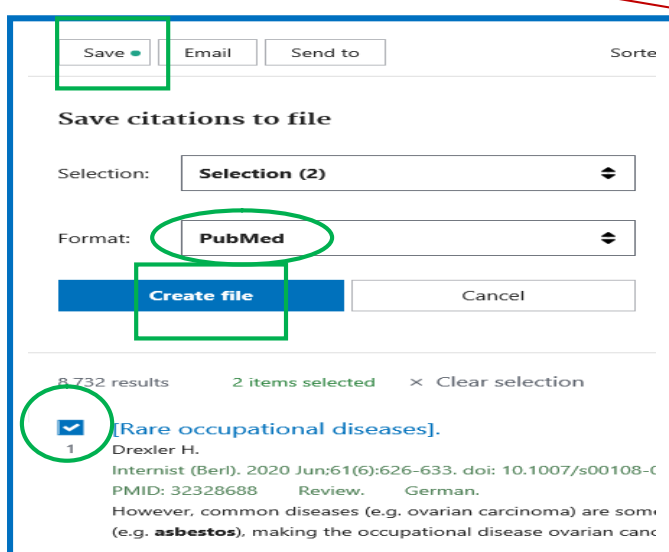 Save Email Send to Sorte
Save citations to file
Selection: Selection (2)
Format: PubMed
Create file Cancel
8,732 results 2 items selected × Clear selection
[Rare occupational diseases].
1 Drexler H.
Internist (Berl). 2020 Jun;61(6):626-633. doi: 10.1007/s00108-0
PMID: 32328688 Review. German.
However, common diseases (e.g. ovarian carcinoma) are some
(e.g. asbestos), making the occupational disease ovarian canc